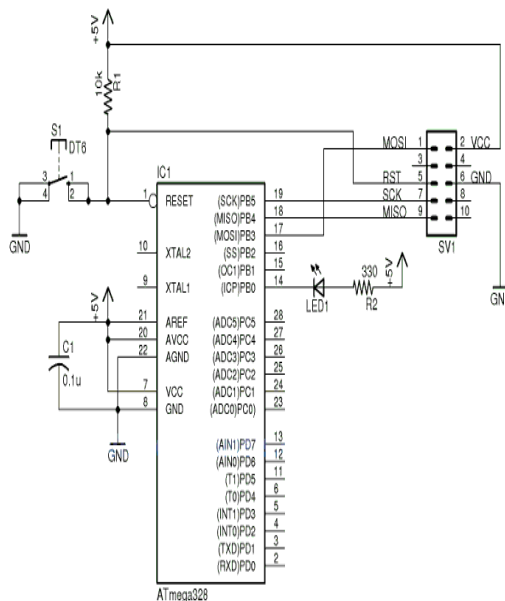 +5V
10k
R1
S1
DT6
3 1
4 2
GND
IC1
1 RESET
10 XTAL2
9 XTAL1
21 AREF
20 AVCC
22 AGND
7 VCC
8 GND
+5V
C1
0.1u
GND
(SCK)PB5 19
(MISO)PB4 18
(MOSI)PB3 17
(SS)PB2 16
(OC1)PB1 15
(ICP)PB0 14
(ADC5)PC5 28
(ADC4)PC4 27
(ADC3)PC3 26
(ADC2)PC2 25
(ADC1)PC1 24
(ADC0)PC0) 23
(AIN1)PD7 13
(AIN0)PD6 12
(T1)PD5 11
(T0)PD4 6
(INT1)PD3 5
(INT0)PD2 4
(TXD)PD1 3
(RXD)PD0 2
ATmega328
MOSI 1 2 VCC
3 4
RST 5 6 GND
SCK 7 8
MISO 9 10
SV1
LED1
330
R2
+5V
GN